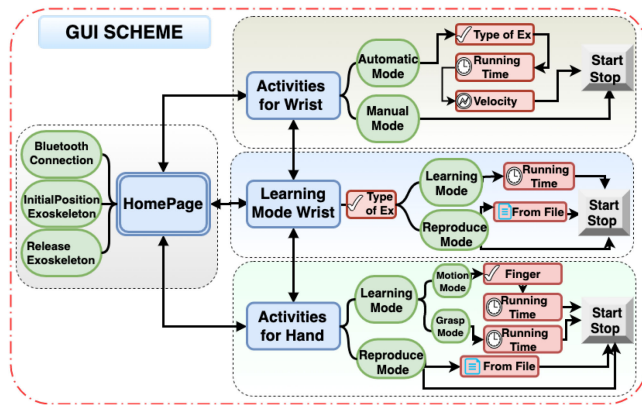 GUI SCHEME
Type of Ex
Automatic
Mode
Running
Time
Start
Stop
Activities
for Wrist
Velocity
Manual
Mode
Bluetooth
Connection
InitialPosition
Exoskeleton
Release
Exoskeleton
HomePage
Learning
Mode Wrist
Type
of Ex
Learning
Mode
Running
Time
Reproduce
Mode
From File
Start
Stop
Activities
for Hand
Learning
Mode
Motion
Mode
Finger
Running
Time
Grasp
Mode
Running
Time
Start
Stop
Reproduce
Mode
From File